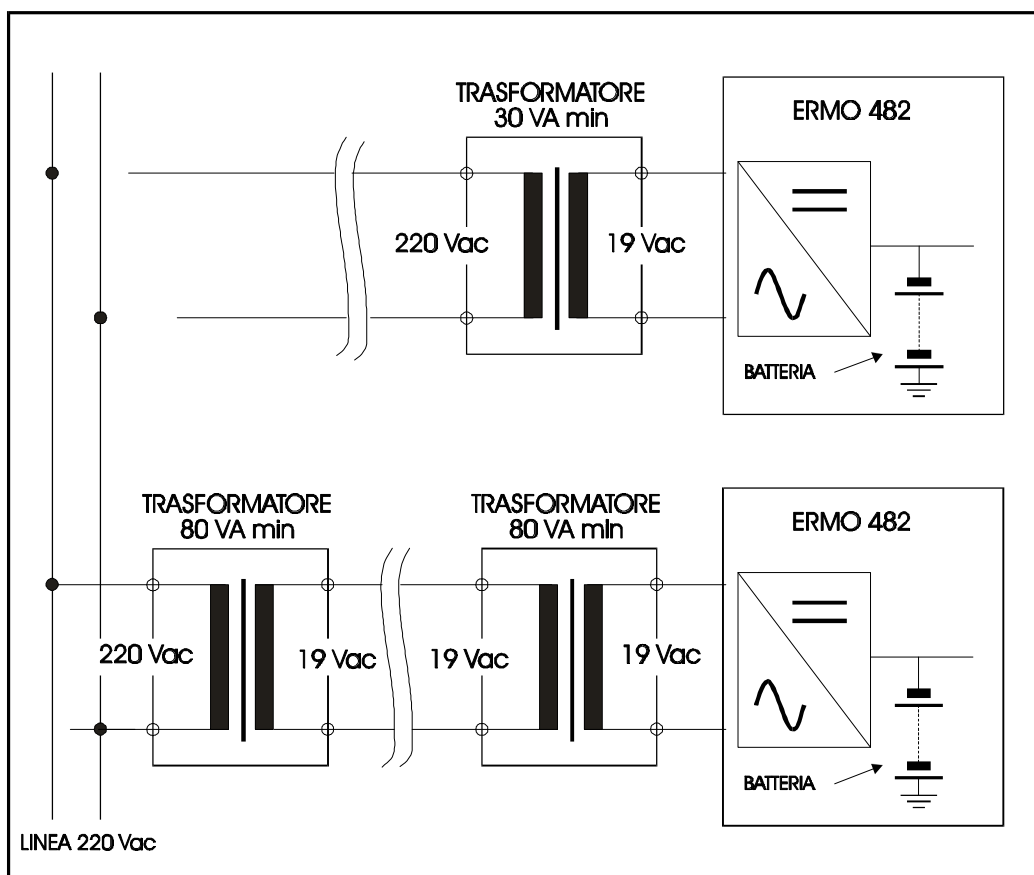 TRASFORMATORE
30 VA min
ERMO 482
220 Vac
19 Vac
BATTERIA
TRASFORMATORE
80 VA min
TRASFORMATORE
80 VA min
ERMO 482
220 Vac
19 Vac
19 Vac
19 Vac
BATTERIA
LINEA 220 Vac